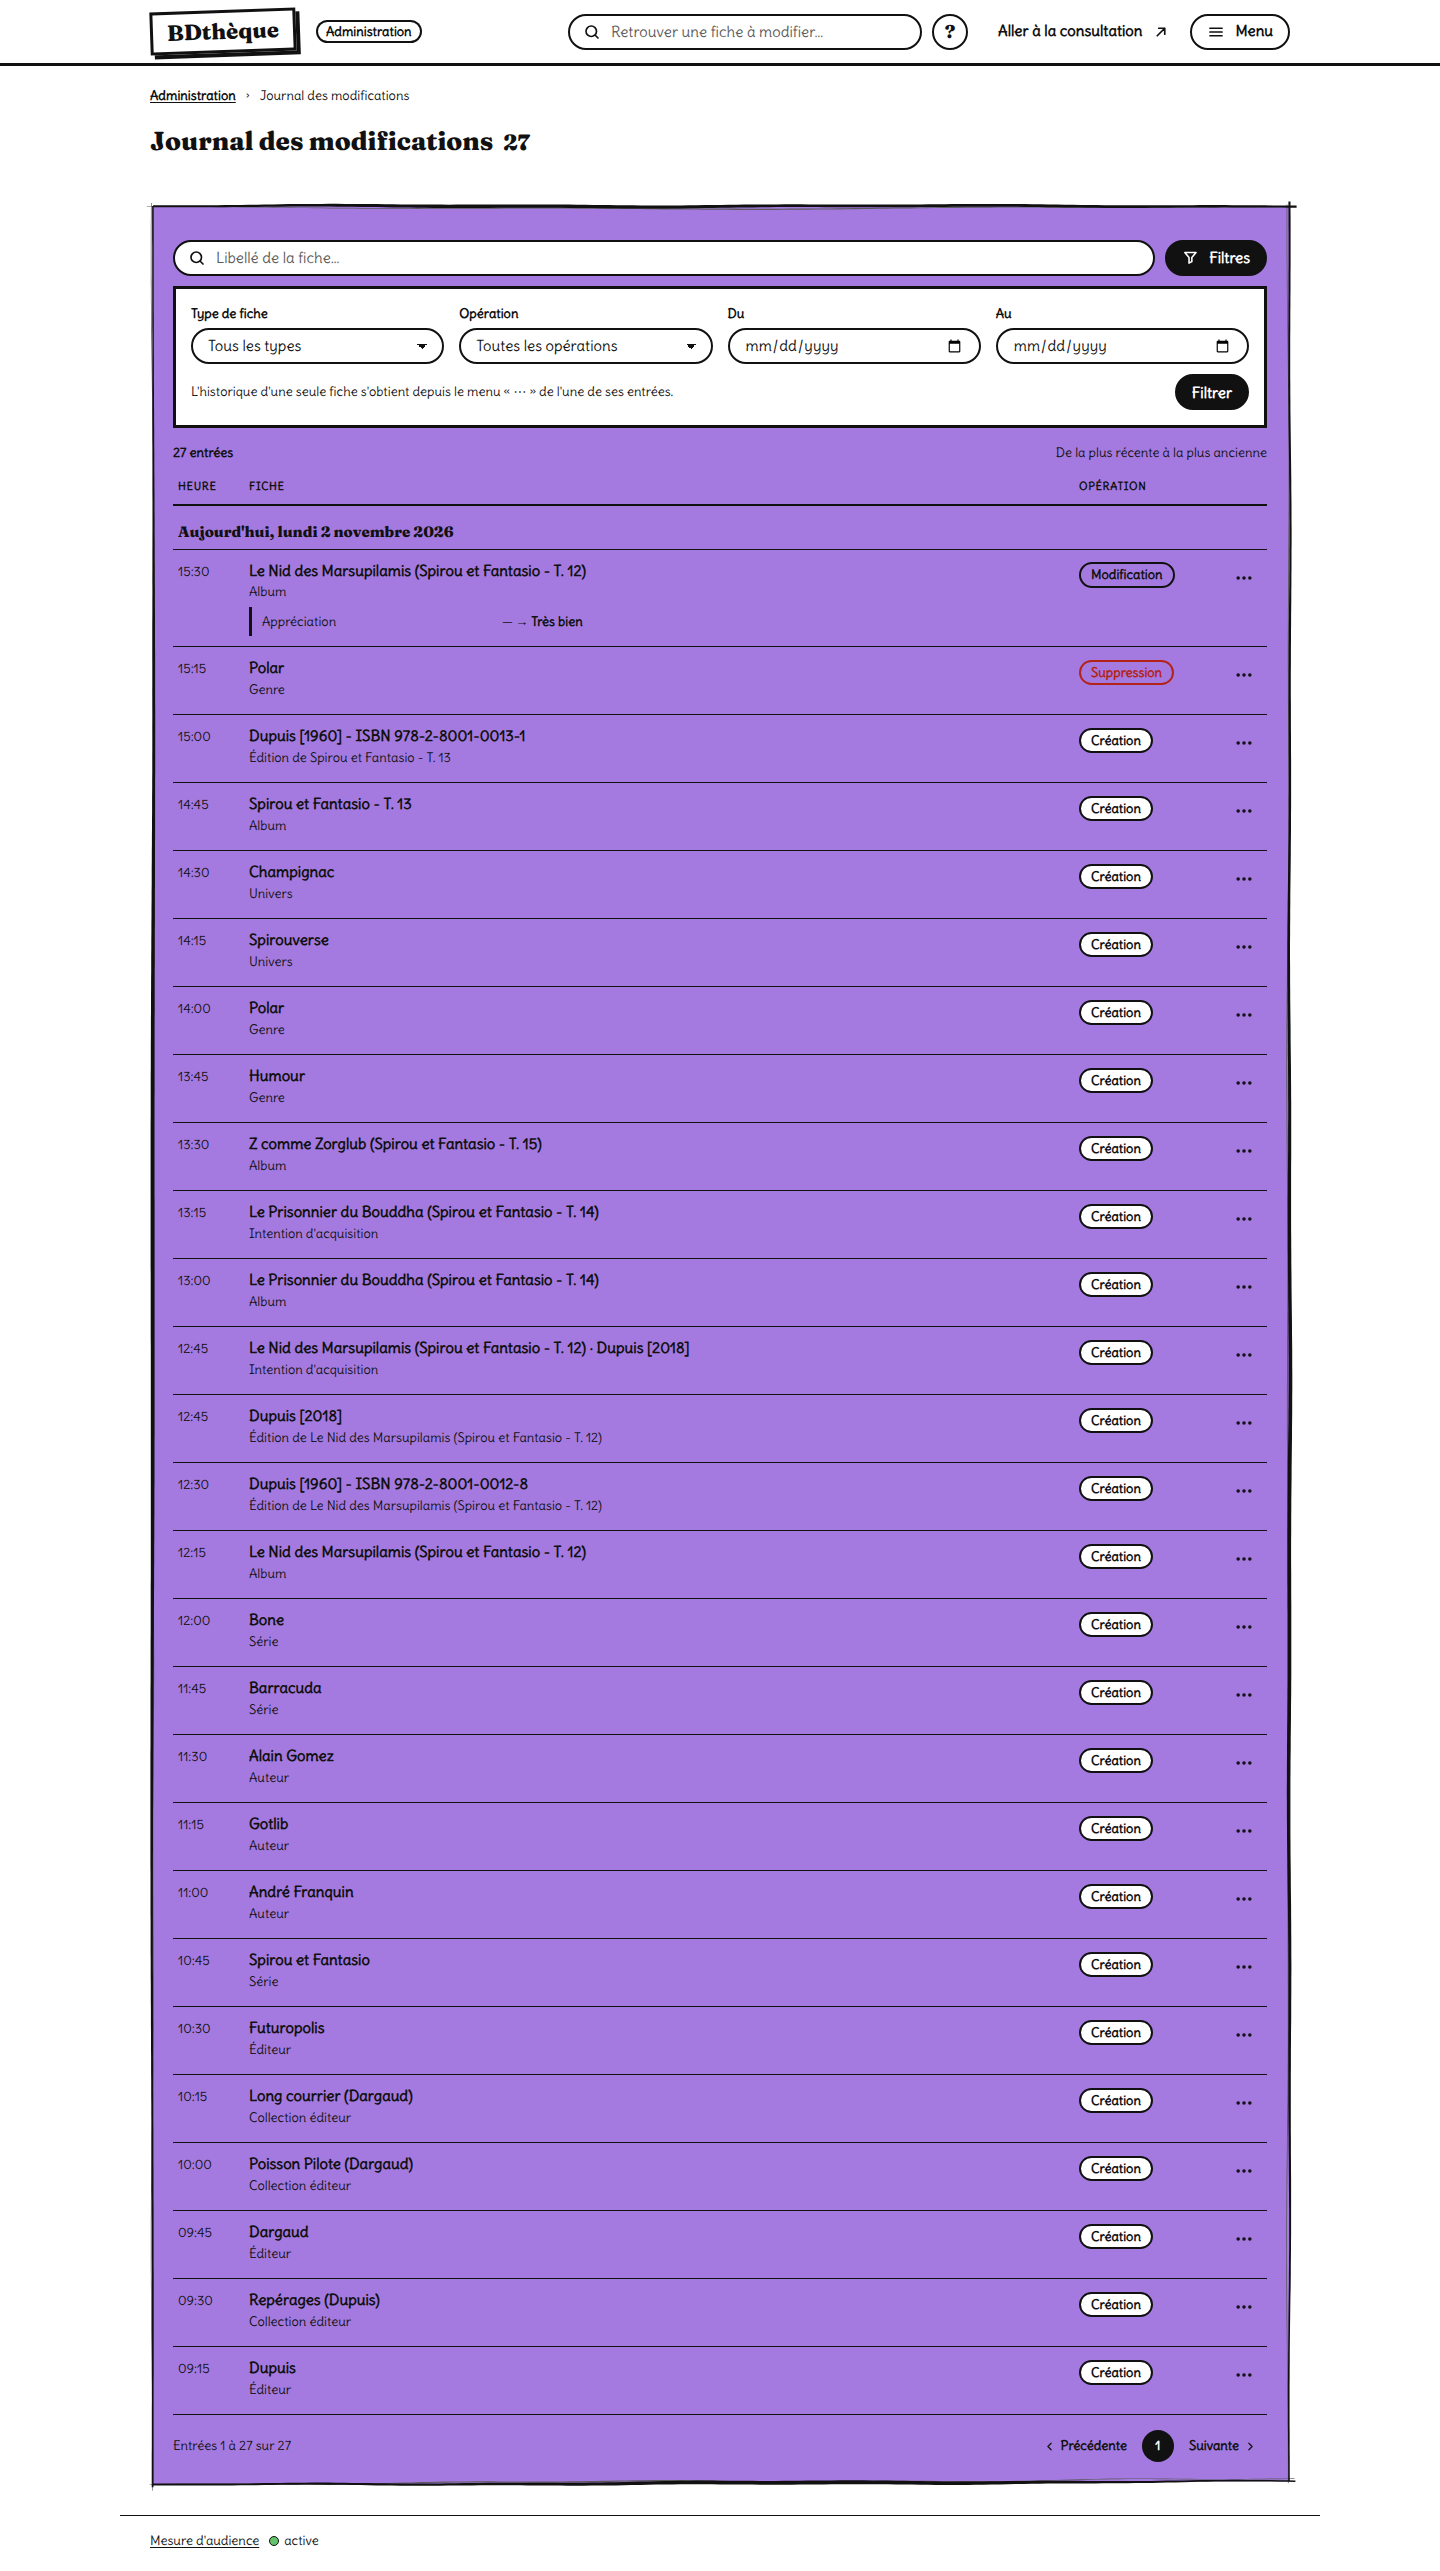 BDthèque
Administration
Retrouver une fiche à modifier...
?
Aller à la consultation
Menu
Administration › Journal des modifications
Journal des modifications 27
Libellé de la fiche...
Filtres
Type de fiche
Opération
Du
Au
Tous les types
Toutes les opérations
mm/dd/yyyy
mm/dd/yyyy
L'historique d'une seule fiche s'obtient depuis le menu « ··· » de l'une de ses entrées.
Filtrer
27 entrées
De la plus récente à la plus ancienne
HEURE FICHE OPÉRATION
Aujourd'hui, lundi 2 novembre 2026
15:30 Le Nid des Marsupilamis (Spirou et Fantasio - T. 12) Modification
Album
Appréciation — → Très bien
15:15 Polar Suppression
Genre
15:00 Dupuis [1960] - ISBN 978-2-8001-0013-1 Création
Édition de Spirou et Fantasio - T. 13
14:45 Spirou et Fantasio - T. 13 Création
Album
14:30 Champignac Création
Univers
14:15 Spirouverse Création
Univers
14:00 Polar Création
Genre
13:45 Humour Création
Genre
13:30 Z comme Zorglub (Spirou et Fantasio - T. 15) Création
Album
13:15 Le Prisonnier du Bouddha (Spirou et Fantasio - T. 14) Création
Intention d'acquisition
13:00 Le Prisonnier du Bouddha (Spirou et Fantasio - T. 14) Création
Album
12:45 Le Nid des Marsupilamis (Spirou et Fantasio - T. 12) · Dupuis [2018] Création
Intention d'acquisition
12:45 Dupuis [2018] Création
Édition de Le Nid des Marsupilamis (Spirou et Fantasio - T. 12)
12:30 Dupuis [1960] - ISBN 978-2-8001-0012-8 Création
Édition de Le Nid des Marsupilamis (Spirou et Fantasio - T. 12)
12:15 Le Nid des Marsupilamis (Spirou et Fantasio - T. 12) Création
Album
12:00 Bone Création
Série
11:45 Barracuda Création
Série
11:30 Alain Gomez Création
Auteur
11:15 Gotlib Création
Auteur
11:00 André Franquin Création
Auteur
10:45 Spirou et Fantasio Création
Série
10:30 Futuropolis Création
Éditeur
10:15 Long courrier (Dargaud) Création
Collection éditeur
10:00 Poisson Pilote (Dargaud) Création
Collection éditeur
09:45 Dargaud Création
Éditeur
09:30 Repérages (Dupuis) Création
Collection éditeur
09:15 Dupuis Création
Éditeur
Entrées 1 à 27 sur 27
‹ Précédente 1 Suivante ›
Mesure d'audience active